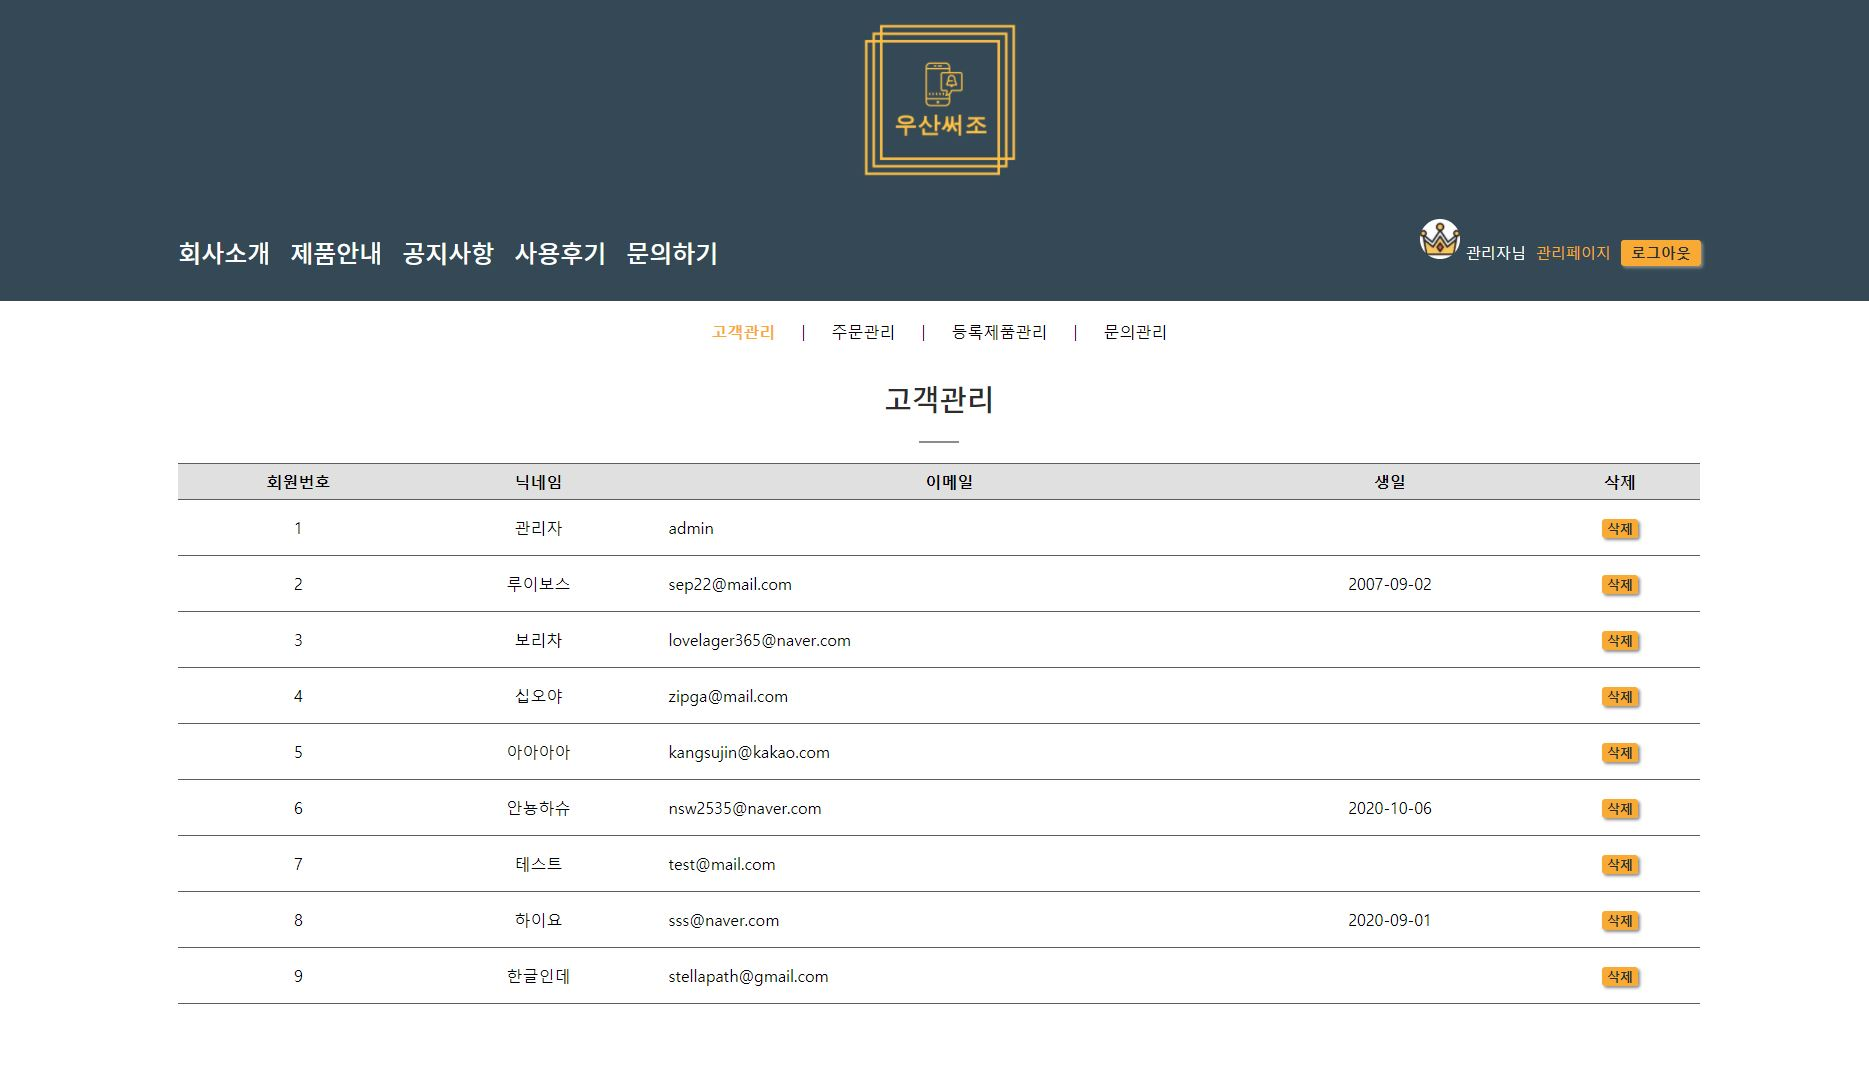 우산써조
회사소개 제품안내 공지사항 사용후기 문의하기 관리자님 관리페이지 로그아웃
고객관리 | 주문관리 | 등록제품관리 | 문의관리
고객관리
회원번호 닉네임 이메일 생일 삭제
1 관리자 admin 삭제
2 루이보스 sep22@mail.com 2007-09-02 삭제
3 보리차 lovelager365@naver.com 삭제
4 십오야 zipga@mail.com 삭제
5 아아아아 kangsujin@kakao.com 삭제
6 안뇽하슈 nsw2535@naver.com 2020-10-06 삭제
7 테스트 test@mail.com 삭제
8 하이요 sss@naver.com 2020-09-01 삭제
9 한글인데 stellapath@gmail.com 삭제